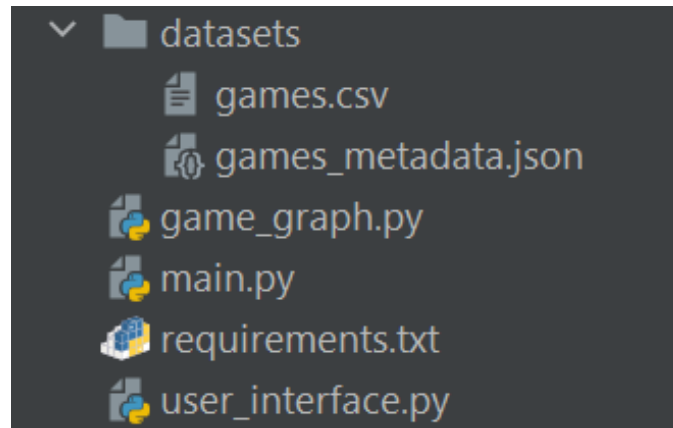 datasets
games.csv
games_metadata.json
game_graph.py
main.py
requirements.txt
user_interface.py